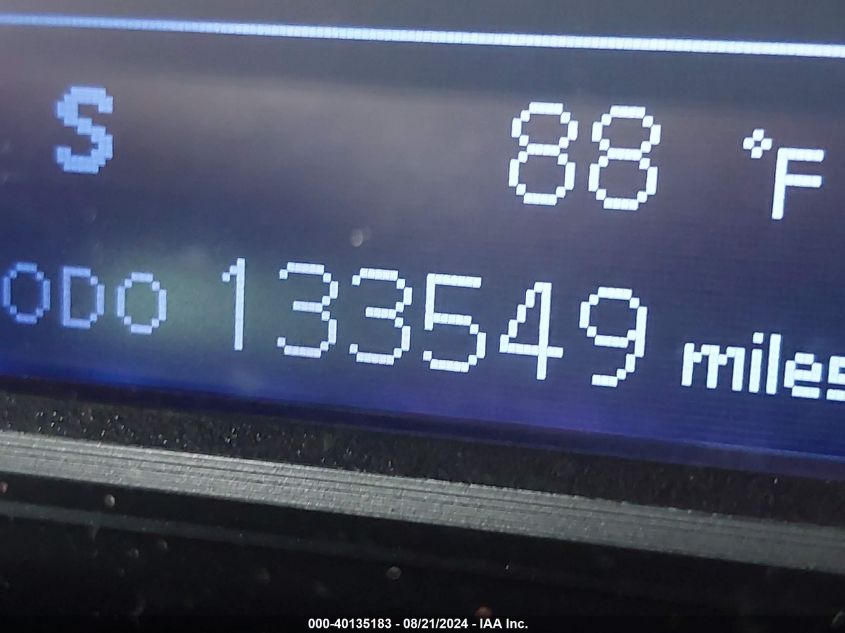 S 88 °F
ODO 133549 miles
000-40135183 - 08/21/2024 - IAA Inc.